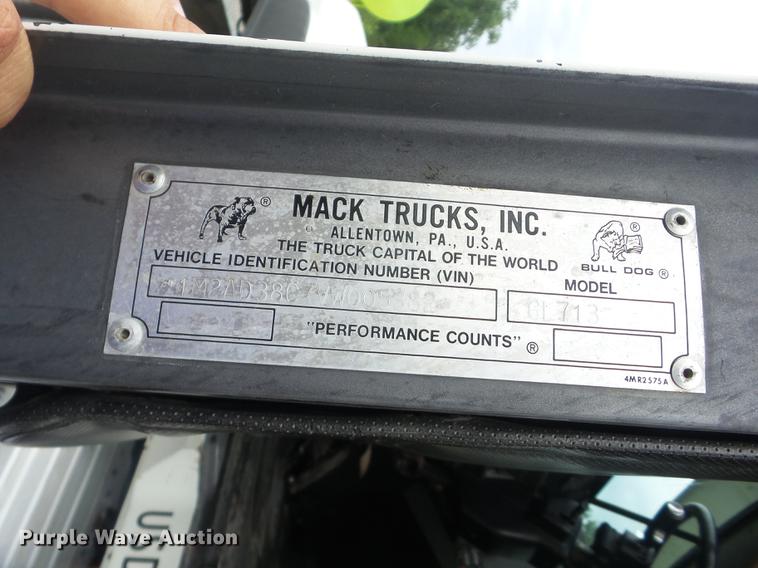 MACK TRUCKS, INC.
ALLENTOWN, PA., U.S.A.
THE TRUCK CAPITAL OF THE WORLD
BULL DOG ®
VEHICLE IDENTIFICATION NUMBER (VIN)
MODEL
"PERFORMANCE COUNTS" ®
4MR2575A
Purple Wave Auction